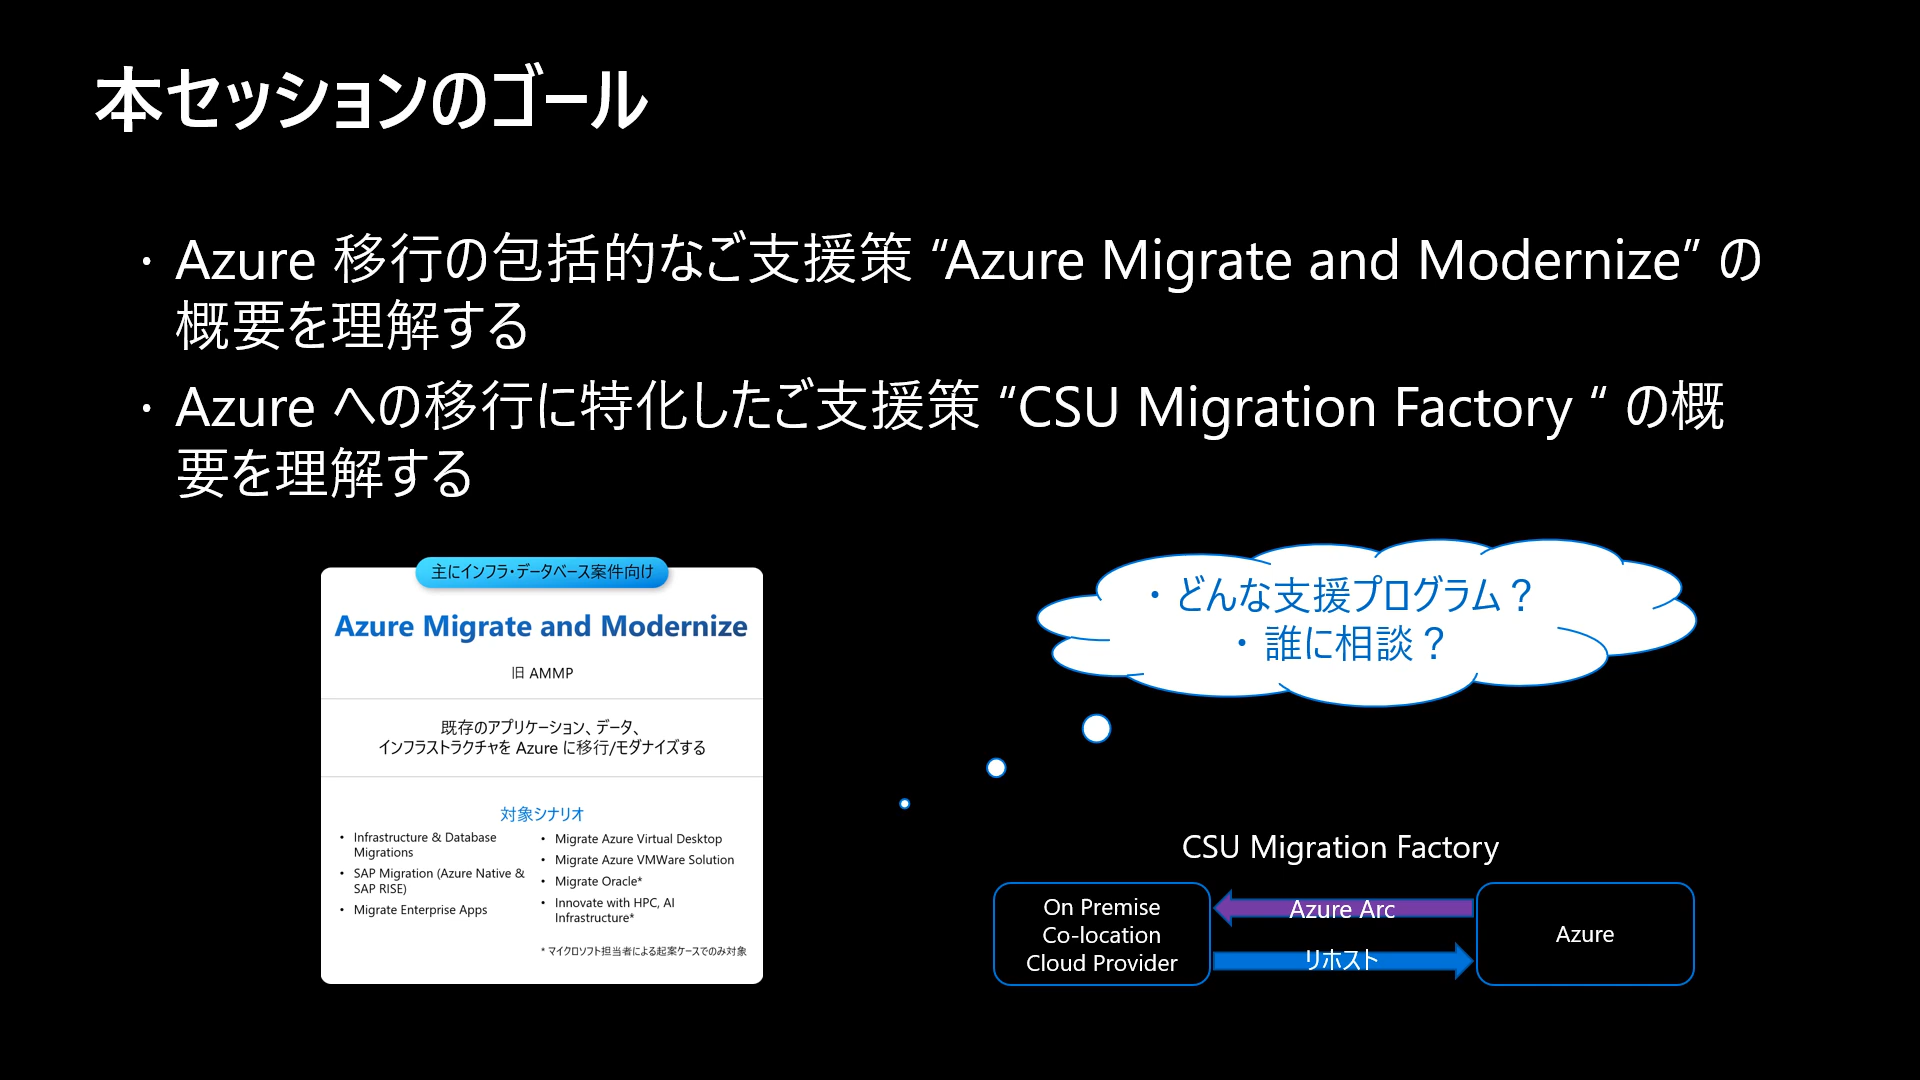 本セッションのゴール
・ Azure 移行の包括的なご支援策 “Azure Migrate and Modernize” の
概要を理解する
・ Azure への移行に特化したご支援策 “CSU Migration Factory “ の概
要を理解する
主にインフラ・データベース案件向け
Azure Migrate and Modernize
旧 AMMP
既存のアプリケーション、データ、
インフラストラクチャを Azure に移行/モダナイズする
対象シナリオ
• Infrastructure & Database
Migrations
• SAP Migration (Azure Native &
SAP RISE)
• Migrate Enterprise Apps
• Migrate Azure Virtual Desktop
• Migrate Azure VMWare Solution
• Migrate Oracle*
• Innovate with HPC, AI
Infrastructure*
* マイクロソフト担当者による起案ケースでのみ対象
・どんな支援プログラム？
・誰に相談？
CSU Migration Factory
On Premise
Co-location
Cloud Provider
Azure Arc
リホスト
Azure